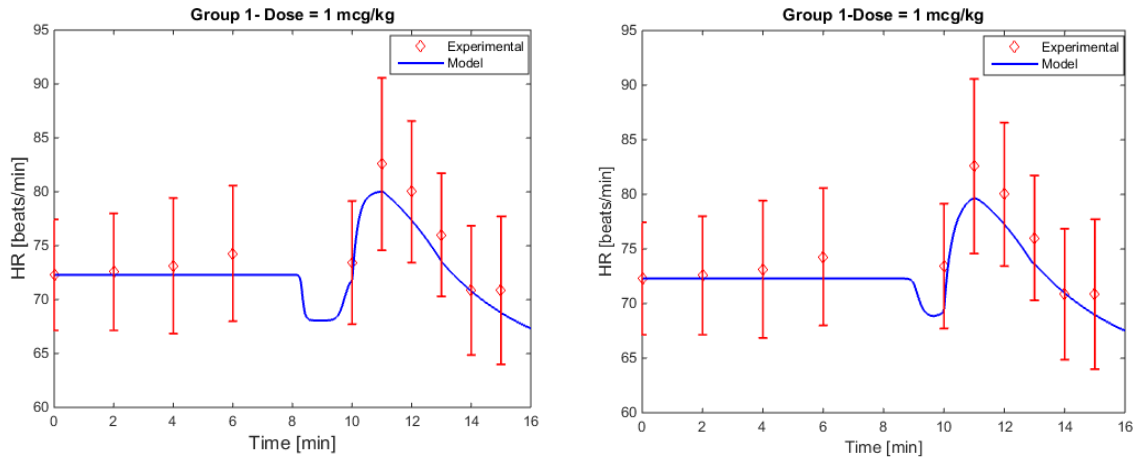 Group 1- Dose = 1 mcg/kg
95
90
85
80
75
70
65
60
HR [beats/min]
Experimental
Model
0 2 4 6 8 10 12 14 16
Time [min]
Group 1-Dose = 1 mcg/kg
95
90
85
80
75
70
65
60
HR [beats/min]
Experimental
Model
0 2 4 6 8 10 12 14 16
Time [min]